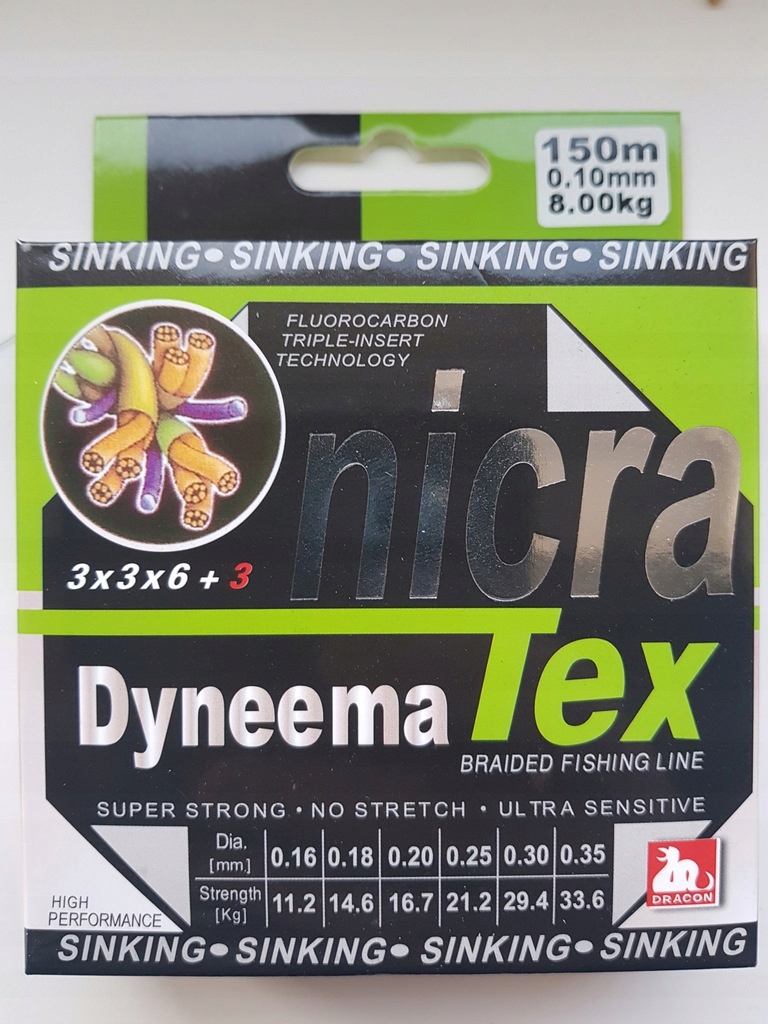 150m
0.10mm
8.00kg
SINKING•SINKING•SINKING•SINKING
FLUOROCARBON
TRIPLE-INSERT
TECHNOLOGY
nicra
3x3x6 + 3
Tex
Dyneema
BRAIDED FISHING LINE
SUPER STRONG • NO STRETCH • ULTRA SENSITIVE
Dia. [mm.] 0.16 0.18 0.20 0.25 0.30 0.35
Strength [Kg] 11.2 14.6 16.7 21.2 29.4 33.6
DRACON
HIGH
PERFORMANCE
SINKING•SINKING•SINKING•SINKING